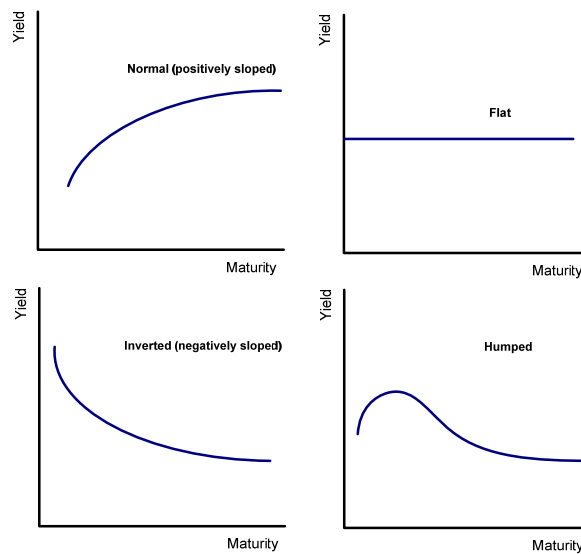 Yield
Normal (positively sloped)
Maturity
Yield
Flat
Maturity
Yield
Inverted (negatively sloped)
Maturity
Yield
Humped
Maturity